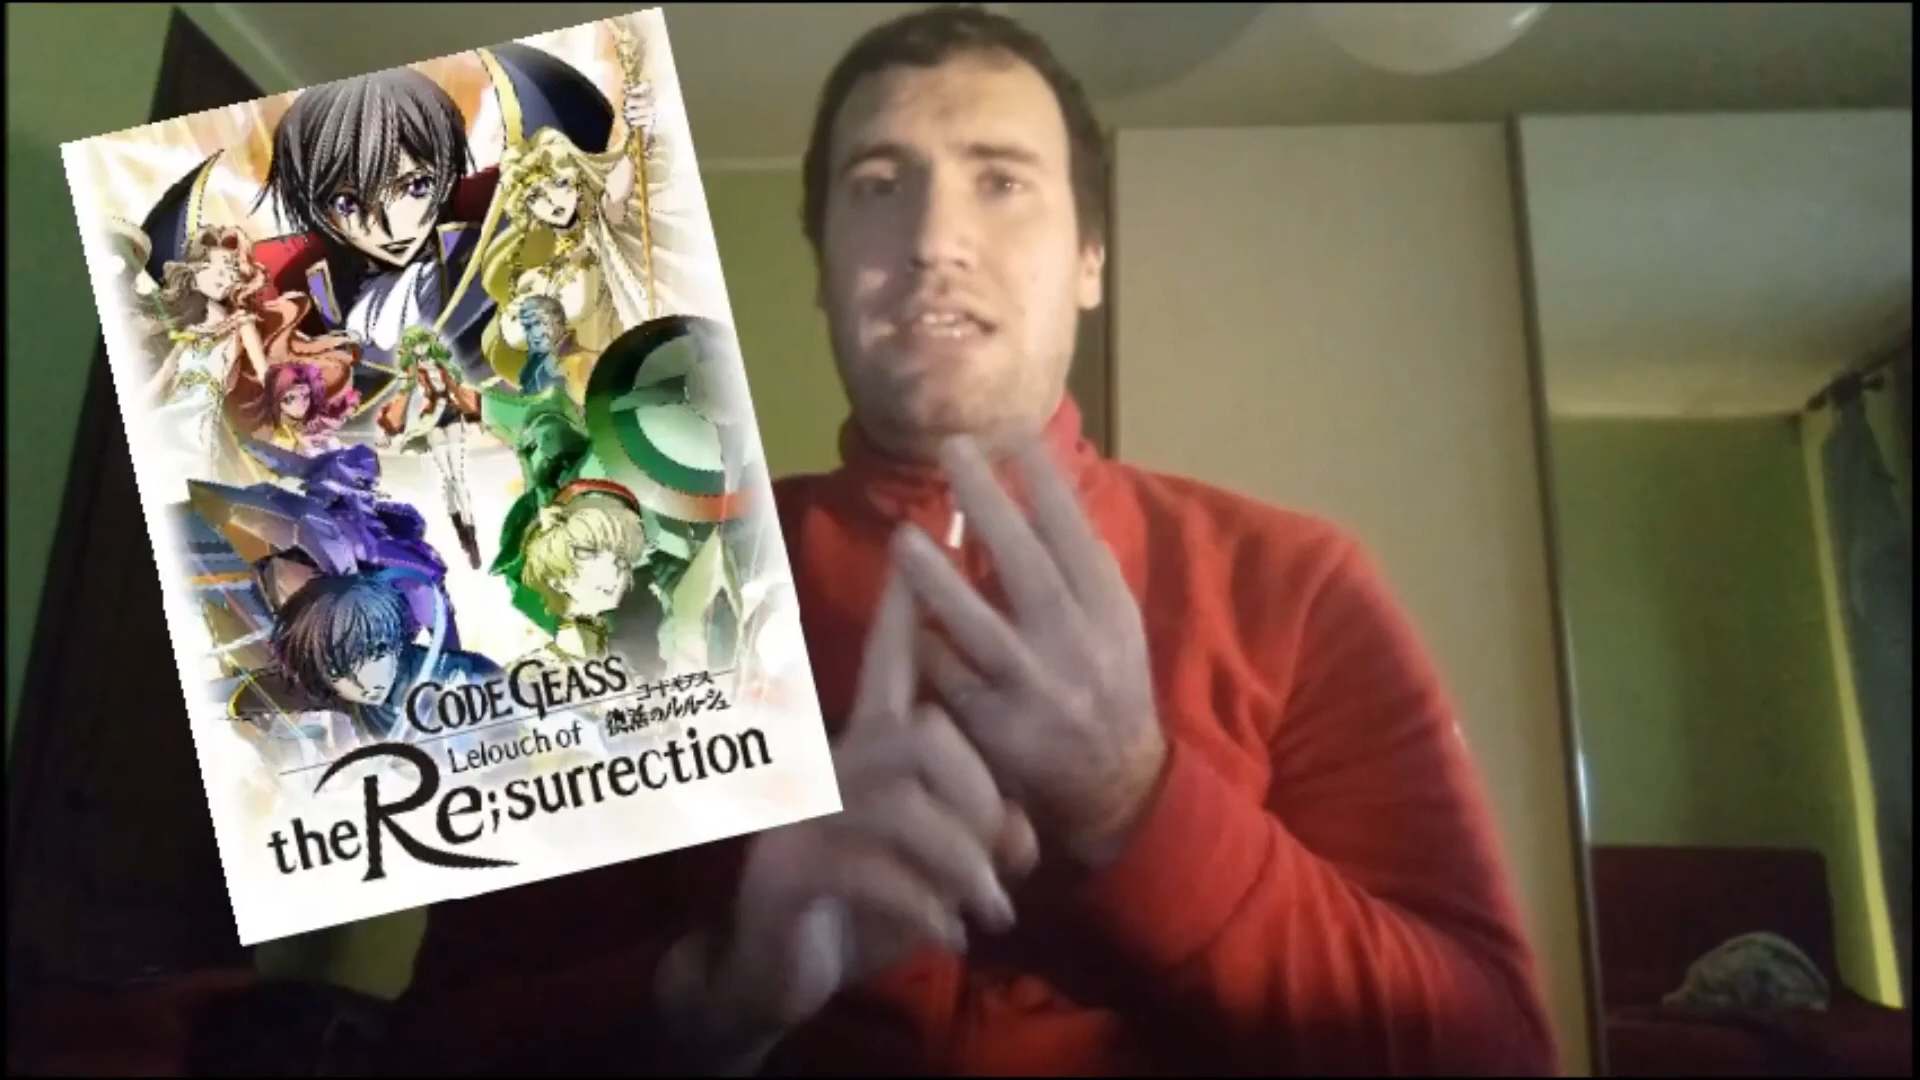 CODE GEASS
コードギアス
Lelouch of
復活のルルーシュ
the Re;surrection